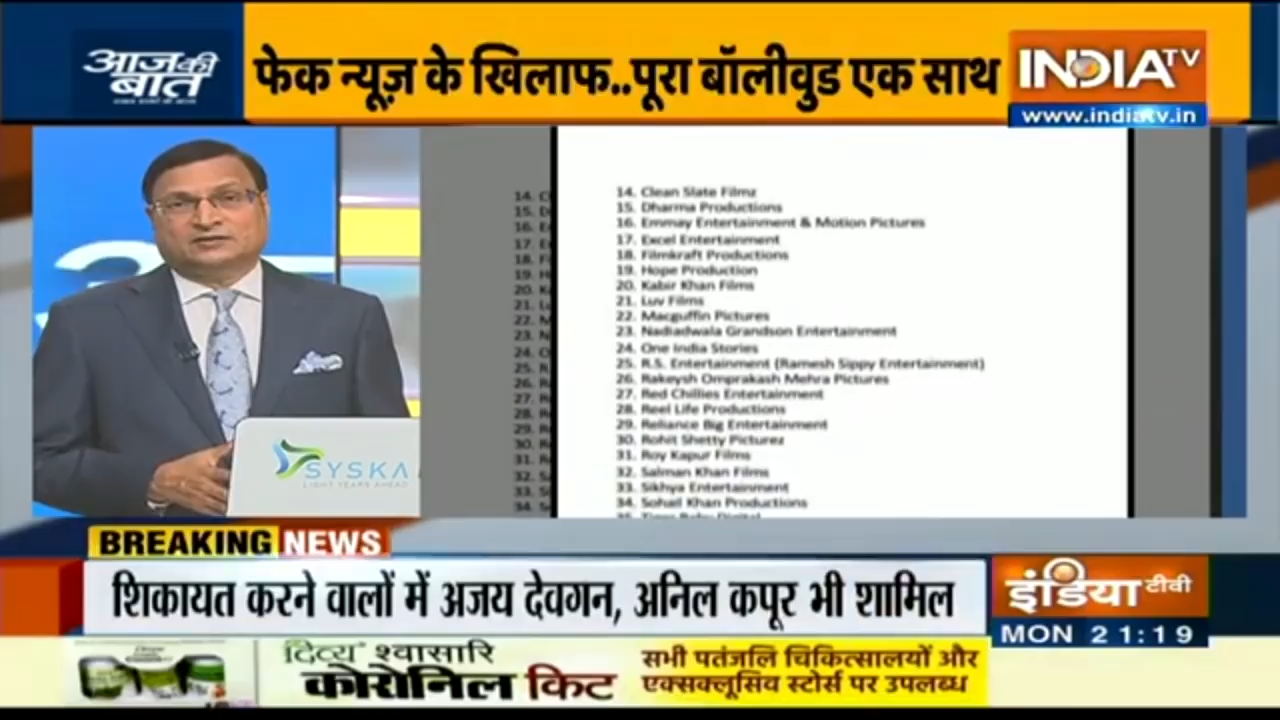 आज की
बात
फेक न्यूज़ के खिलाफ..पूरा बॉलीवुड एक साथ
INDIA TV
www.indiatv.in
14. Clean Slate Filmz
15. Dharma Productions
16. Emmay Entertainment & Motion Pictures
17. Excel Entertainment
18. Filmkraft Productions
19. Hope Production
20. Kabir Khan Films
21. Luv Films
22. Macguffin Pictures
23. Nadiadwala Grandson Entertainment
24. One India Stories
25. R.S. Entertainment (Ramesh Sippy Entertainment)
26. Rakeysh Omprakash Mehra Pictures
27. Red Chillies Entertainment
28. Reel Life Productions
29. Reliance Big Entertainment
30. Rohit Shetty Picturez
31. Roy Kapur Films
32. Salman Khan Films
33. Sikhya Entertainment
34. Sohail Khan Productions
SYSKA
LIGHT YEARS AHEAD
BREAKING NEWS
शिकायत करने वालों में अजय देवगन, अनिल कपूर भी शामिल
इंडिया टीवी
MON 21:19
दिव्य श्वासारि
कोरोनिल किट
सभी पतंजलि चिकित्सालयों और
एक्सक्लूसिव स्टोर्स पर उपलब्ध